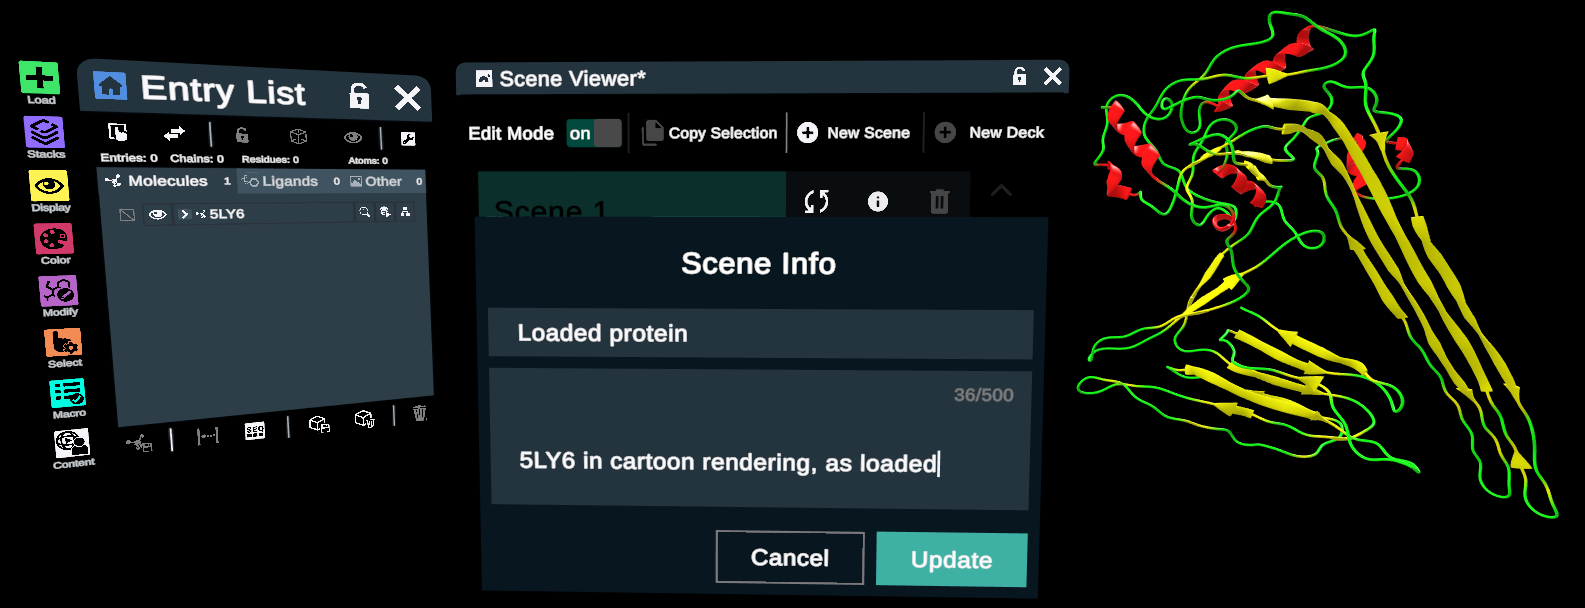 Load
Stacks
Display
Color
Modify
Select
Macro
Content
Entry List
Entries: 0 Chains: 0 Residues: 0 Atoms: 0
Molecules 1 Ligands 0 Other 0
5LY6
SEQ
Scene Viewer*
Edit Mode on Copy Selection New Scene New Deck
Scene 1
Scene Info
Loaded protein
36/500
5LY6 in cartoon rendering, as loaded
Cancel Update